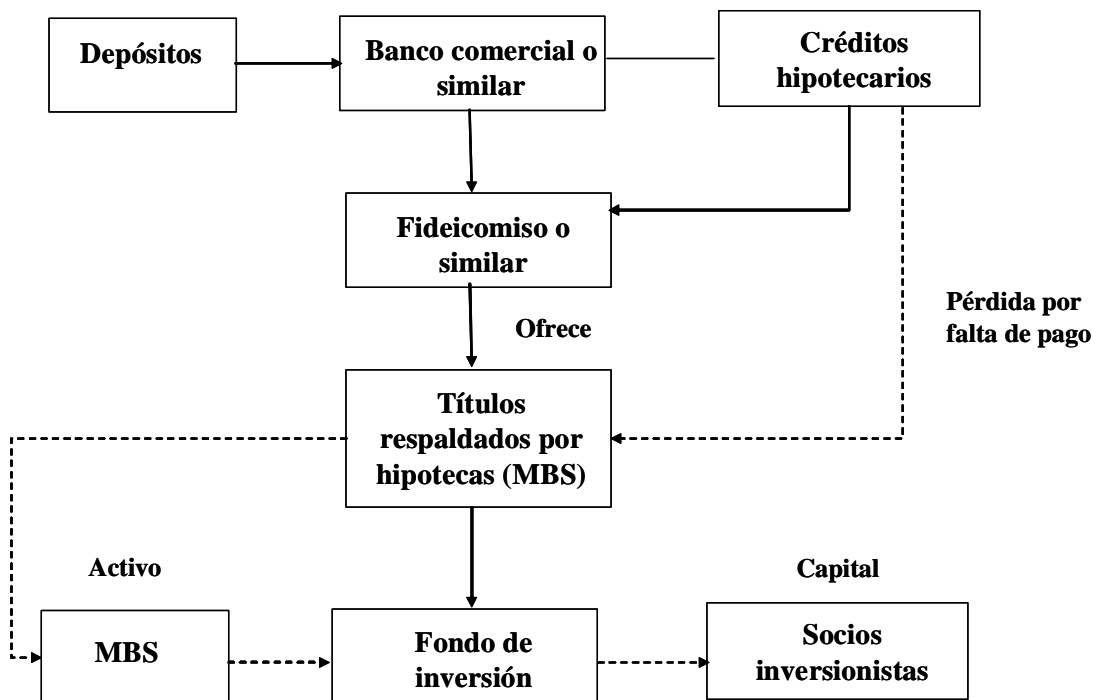 Depósitos
Banco comercial o
similar
Créditos
hipotecarios
Fideicomiso o
similar
Ofrece
Pérdida por
falta de pago
Títulos
respaldados por
hipotecas (MBS)
Activo
Capital
MBS
Fondo de
inversión
Socios
inversionistas